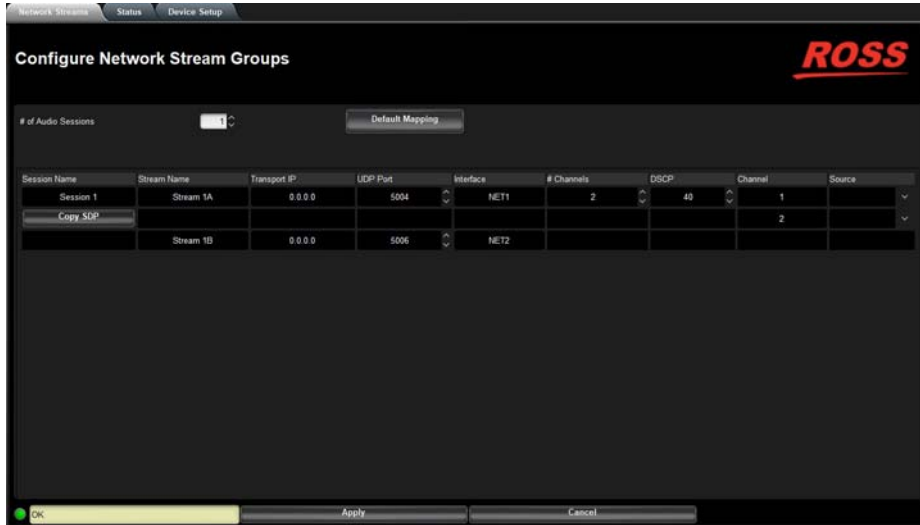 Network Streams Status Device Setup
Configure Network Stream Groups
ROSS
# of Audio Sessions 1 Default Mapping
Session Name Stream Name Transport IP UDP Port Interface # Channels DSCP Channel Source
Session 1 Stream 1A 0.0.0.0 5004 NET1 2 40 1
Copy SDP 2
Stream 1B 0.0.0.0 5006 NET2
OK Apply Cancel